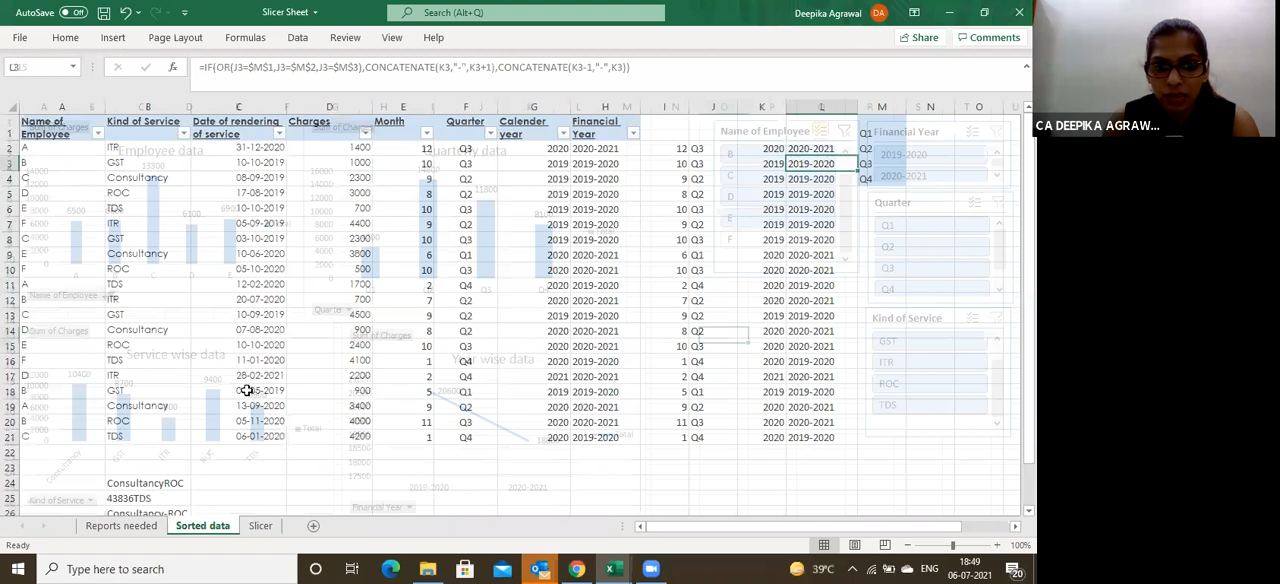 AutoSave Off Slicer Sheet Search (Alt+Q) Deepika Agrawal DA
File Home Insert Page Layout Formulas Data Review View Help Share Comments
=IF(OR(J3=$M$1,J3=$M$2,J3=$M$3),CONCATENATE(K3,"-",K3+1),CONCATENATE(K3-1,"-",K3))
CA DEEPIKA AGRAW...
Name of Employee Kind of Service Date of rendering of service Charges Month Quarter Calender year Financial Year Q1
A ITR 31-12-2020 1400 12 Q3 2020 2020-2021 12 Q3 2020 2020-2021 Q2
B GST 10-10-2019 1000 10 Q3 2019 2019-2020 10 Q3 2019 2019-2020 Q3
C Consultancy 08-09-2019 2300 9 Q2 2019 2019-2020 9 Q2 2019 2019-2020 Q4
D ROC 17-08-2019 3000 8 Q2 2019 2019-2020 8 Q2 2019 2019-2020
E TDS 10-10-2019 700 10 Q3 2019 2019-2020 10 Q3 2019 2019-2020
F ITR 05-09-2019 4400 9 Q2 2019 2019-2020 9 Q2 2019 2019-2020
C GST 03-10-2019 2300 10 Q3 2019 2019-2020 10 Q3 2019 2019-2020
E Consultancy 10-06-2020 3800 6 Q1 2020 2020-2021 6 Q1 2020 2020-2021
F ROC 05-10-2020 500 10 Q3 2020 2020-2021 10 Q3 2020 2020-2021
A TDS 12-02-2020 1700 2 Q4 2020 2019-2020 2 Q4 2020 2019-2020
B ITR 20-07-2020 700 7 Q2 2020 2020-2021 7 Q2 2020 2020-2021
C GST 10-09-2019 4500 9 Q2 2019 2019-2020 9 Q2 2019 2019-2020
D Consultancy 07-08-2020 900 8 Q2 2020 2020-2021 8 Q2 2020 2020-2021
E ROC 10-10-2020 2400 10 Q3 2020 2020-2021 10 Q3 2020 2020-2021
F TDS 11-01-2020 4100 1 Q4 2020 2019-2020 1 Q4 2020 2019-2020
D ITR 28-02-2021 2200 2 Q4 2021 2020-2021 2 Q4 2021 2020-2021
B GST 900 5 Q1 2019 2019-2020 5 Q1 2019 2019-2020
A Consultancy 13-09-2020 3400 9 Q2 2020 2020-2021 9 Q2 2020 2020-2021
B ROC 05-11-2020 4000 11 Q3 2020 2020-2021 11 Q3 2020 2020-2021
C TDS 06-01-2020 4200 1 Q4 2020 2019-2020 1 Q4 2020 2019-2020
ConsultancyROC
43836TDS
Consultancy-ROC
Employee data
Quarterly data
Service wise data
Year wise data
Name of Employee
B
C
D
E
F
Financial Year
2019-2020
2020-2021
Quarter
Q1
Q2
Q3
Q4
Kind of Service
GST
ITR
ROC
TDS
Reports needed Sorted data Slicer
Ready 100%
Type here to search 39°C ENG 18:49
06-07-2021 20